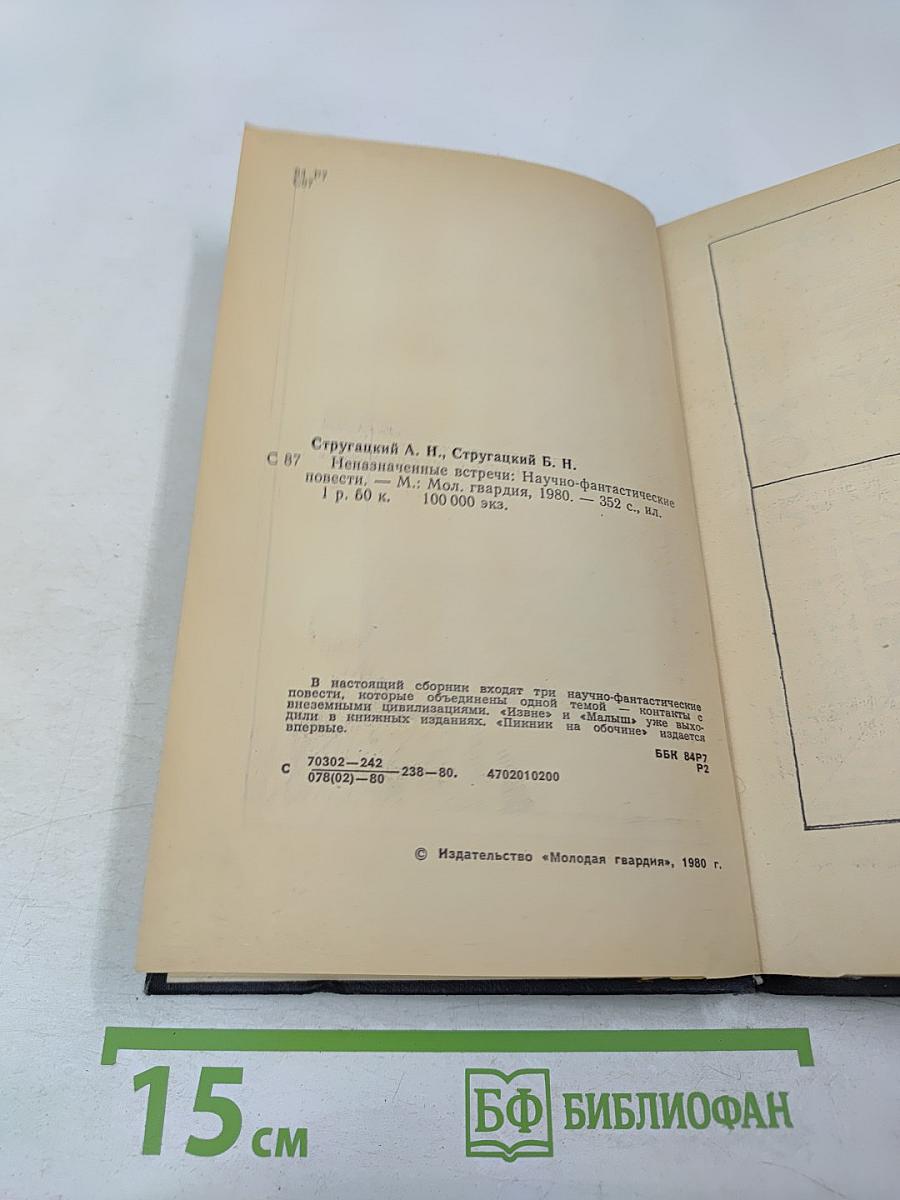 С87
Стругацкий А. Н., Стругацкий Б. Н.
С 87 Неназначенные встречи: Научно-фантастические
повести. — М.: Мол. гвардия, 1980. — 352 с., ил.
1 р. 60 к. 100 000 экз.
В настоящий сборник входят три научно-фантастические
повести, которые объединены одной темой — контакты с
внеземными цивилизациями. «Извне» и «Малыш» уже выхо-
дили в книжных изданиях. «Пикник на обочине» издается
впервые.
ББК 84Р7
Р2
С 70302—242
078(02)—80 —238—80. 4702010200
© Издательство «Молодая гвардия», 1980 г.
15 см
БФ БИБЛИОФАН